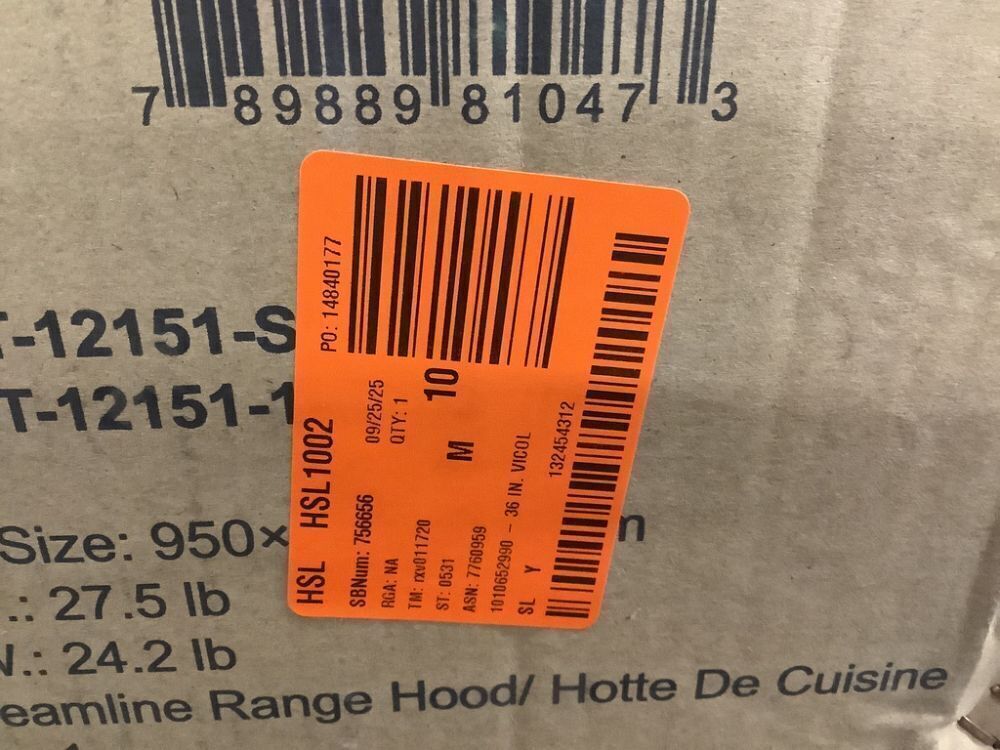 7 89889 81047 3
-12151-S
T-12151-1
Size: 950×
m
.: 27.5 lb
.: 24.2 lb
eamline Range Hood/ Hotte De Cuisine
HSL HSL1002
PO: 14840177
SBNum: 756656
09/25/25
RGA: NA
QTY: 1
TM: rxv011720
M
10
ST: 0531
ASN: 7760959
1010652990 - 36 IN. VICOL
SL Y
132454312